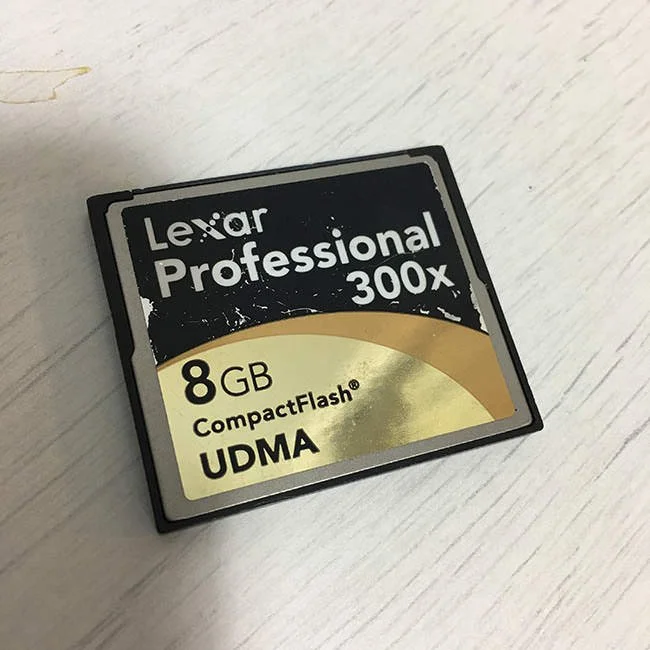 Lexar
Professional
300x
8GB
CompactFlash®
UDMA